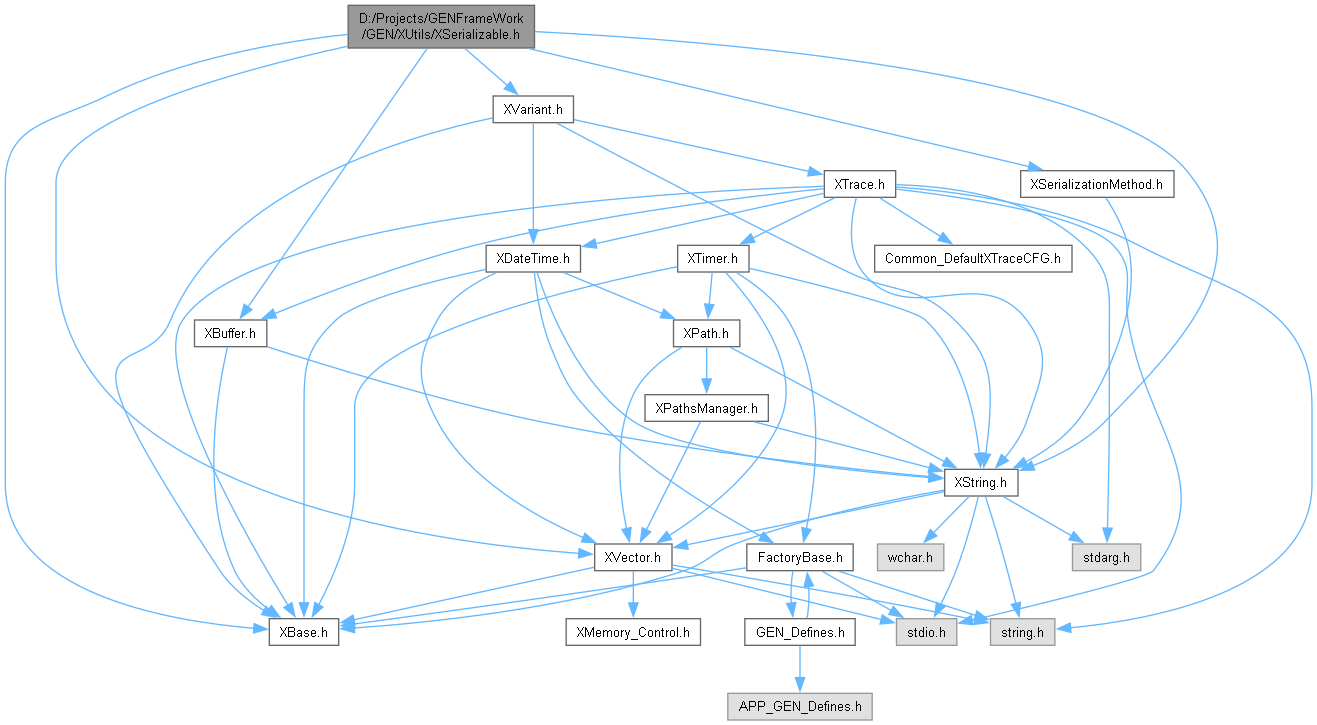 D:/Projects/GENFrameWork
/GEN/XUtils/XSerializable.h
XVariant.h
XTrace.h
XSerializationMethod.h
XDateTime.h
XTimer.h
Common_DefaultXTraceCFG.h
XBuffer.h
XPath.h
XPathsManager.h
XString.h
XVector.h
FactoryBase.h
wchar.h
stdarg.h
XBase.h
XMemory_Control.h
GEN_Defines.h
stdio.h
string.h
APP_GEN_Defines.h